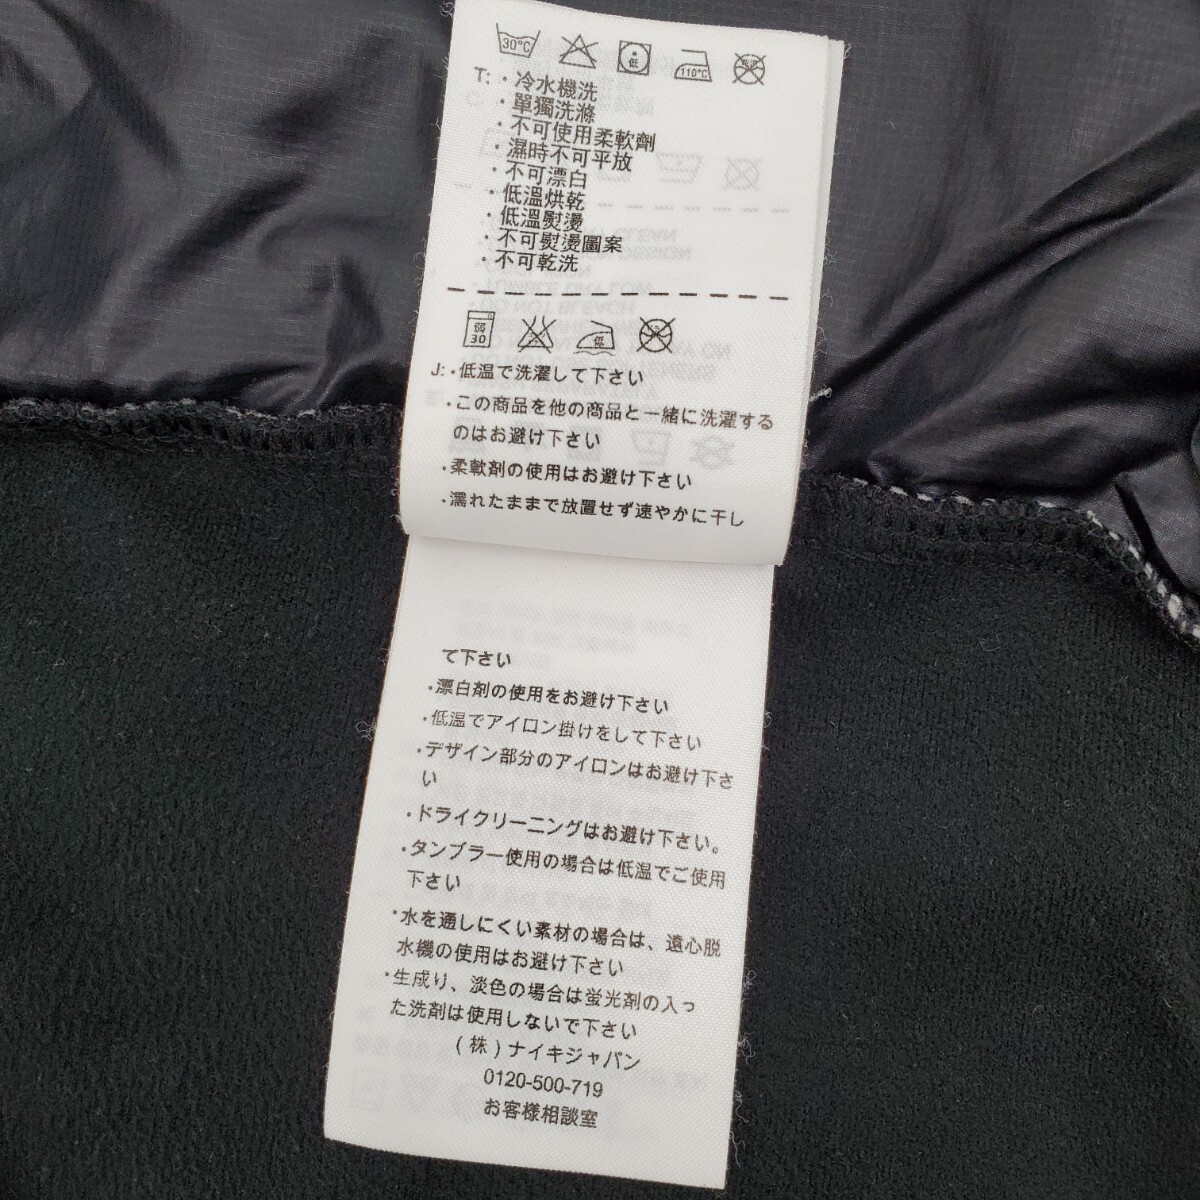 30°C 低 110°C 乾洗
T: ・冷水機洗
・單獨洗滌
・不可使用柔軟劑
・濕時不可平放
・不可漂白
・低溫烘乾
・低溫熨燙
・不可熨燙圖案
・不可乾洗
弱 低
30
J:・低温で洗濯して下さい
・この商品を他の商品と一緒に洗濯する
のはお避け下さい
・柔軟剤の使用はお避け下さい
・濡れたままで放置せず速やかに干し
て下さい
・漂白剤の使用をお避け下さい
・低温でアイロン掛けをして下さい
・デザイン部分のアイロンはお避け下さ
い
・ドライクリーニングはお避け下さい。
・タンブラー使用の場合は低温でご使用
下さい
・水を通しにくい素材の場合は、遠心脱
水機の使用はお避け下さい
・生成り、淡色の場合は蛍光剤の入っ
た洗剤は使用しないで下さい
(株)ナイキジャパン
0120-500-719
お客様相談室